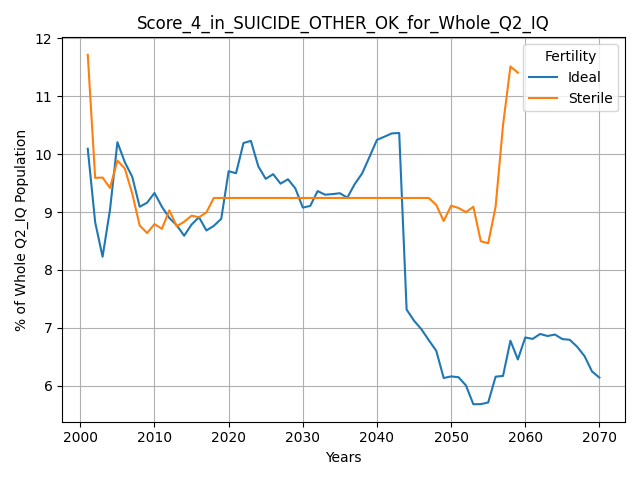 Score_4_in_SUICIDE_OTHER_OK_for_Whole_Q2_IQ
% of Whole Q2_IQ Population
12
11
10
9
8
7
6
Fertility
Ideal
Sterile
2000 2010 2020 2030 2040 2050 2060 2070
Years